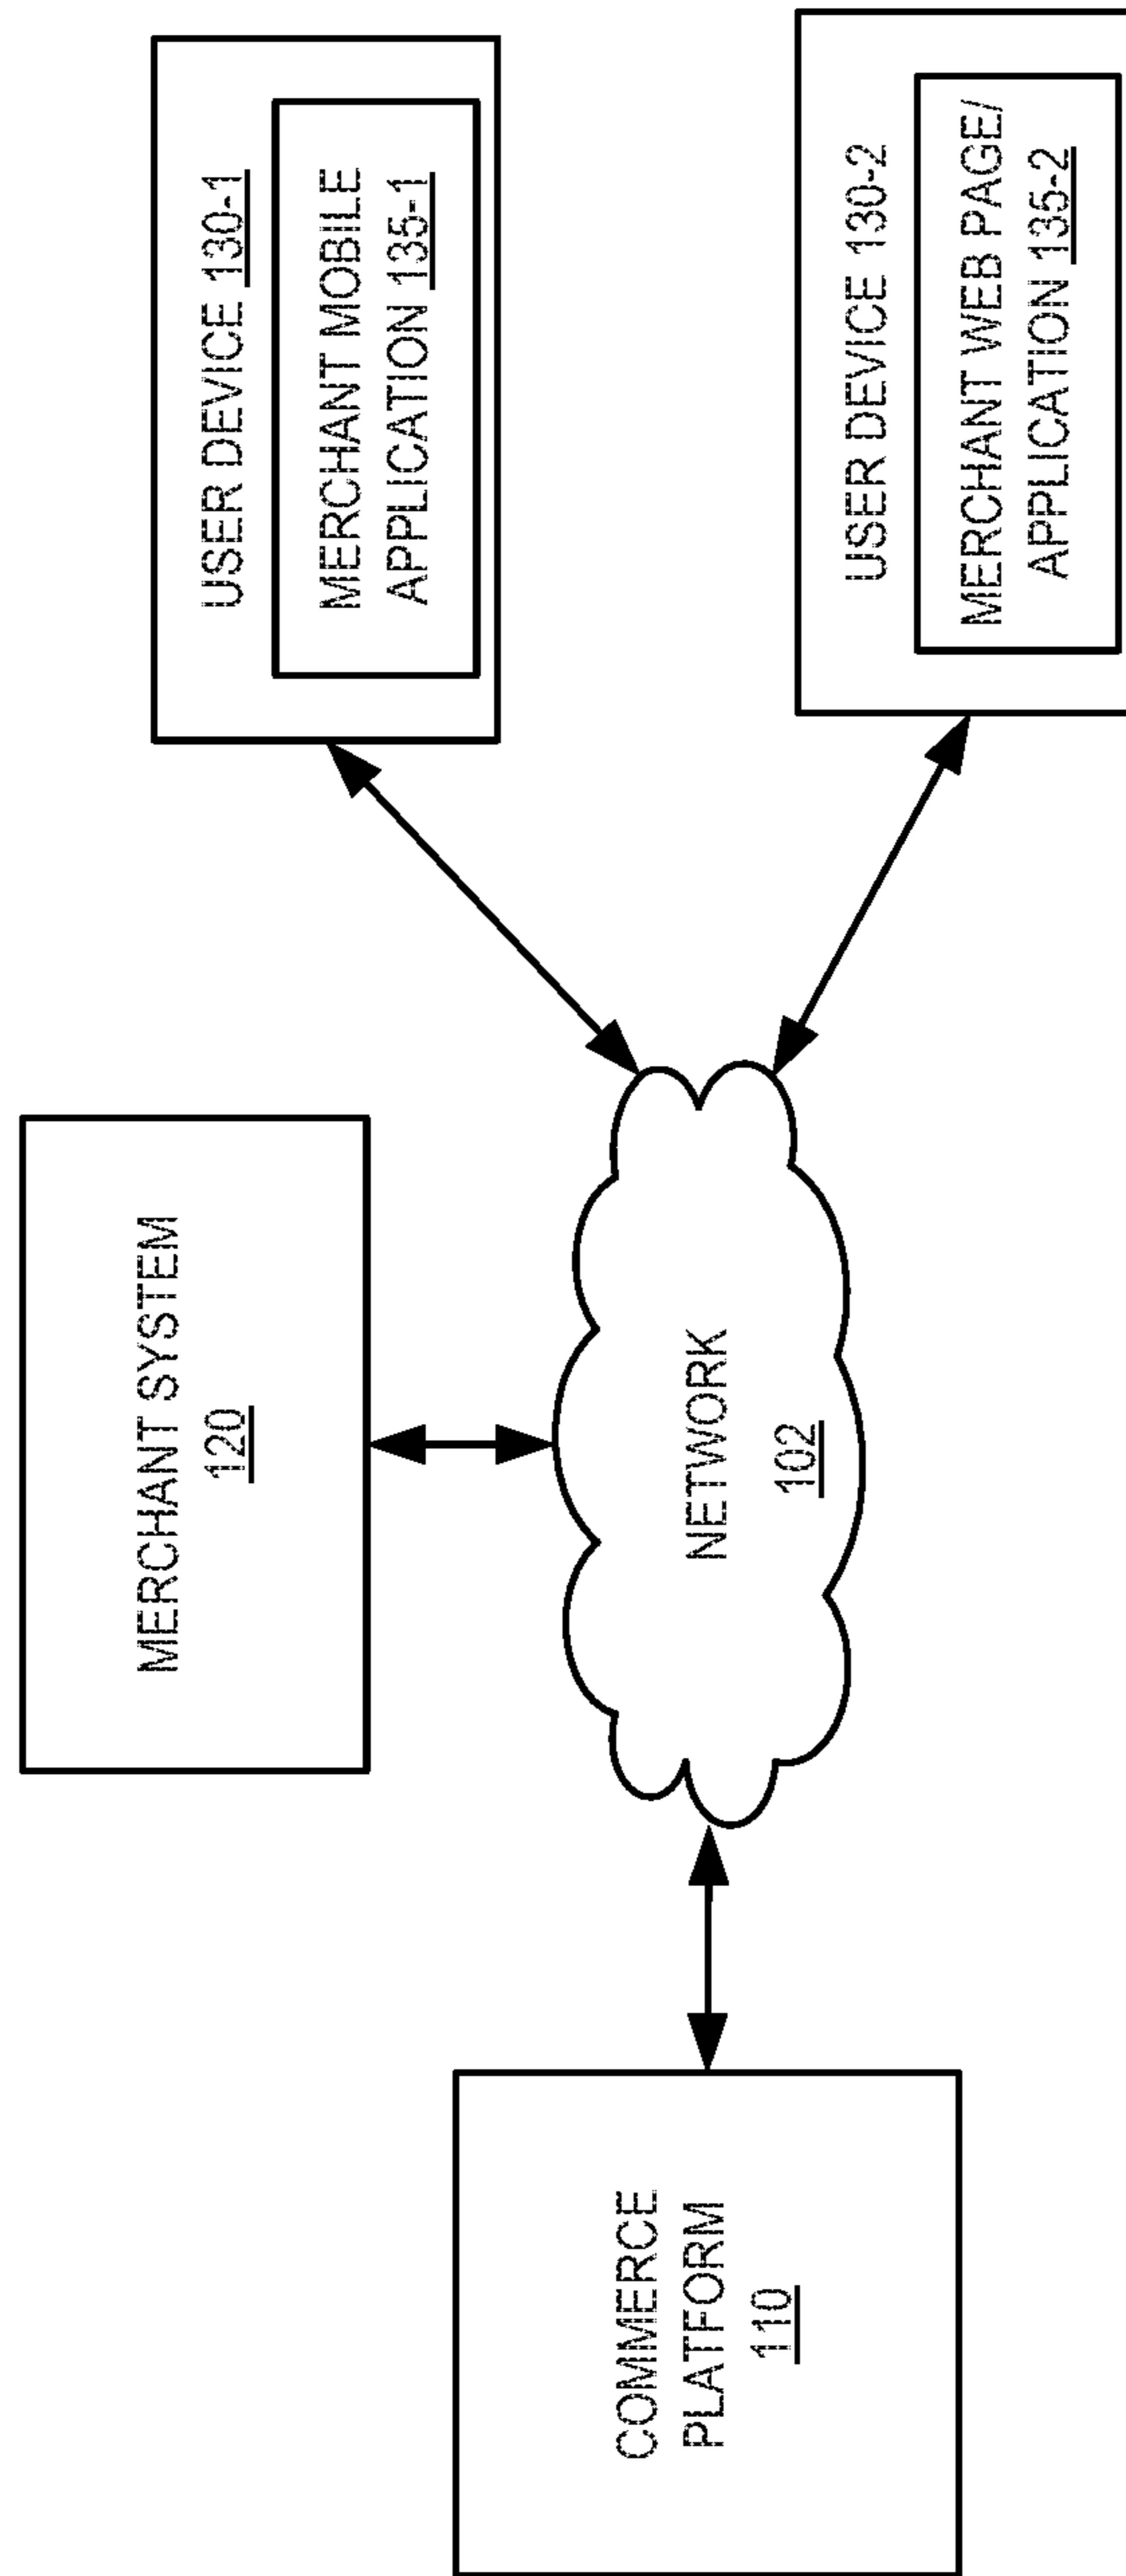 MERCHANT SYSTEM
120
USER DEVICE 130-1
MERCHANT MOBILE
APPLICATION 135-1
COMMERCE
PLATFORM
110
NETWORK
102
USER DEVICE 130-2
MERCHANT WEB PAGE/
APPLICATION 135-2